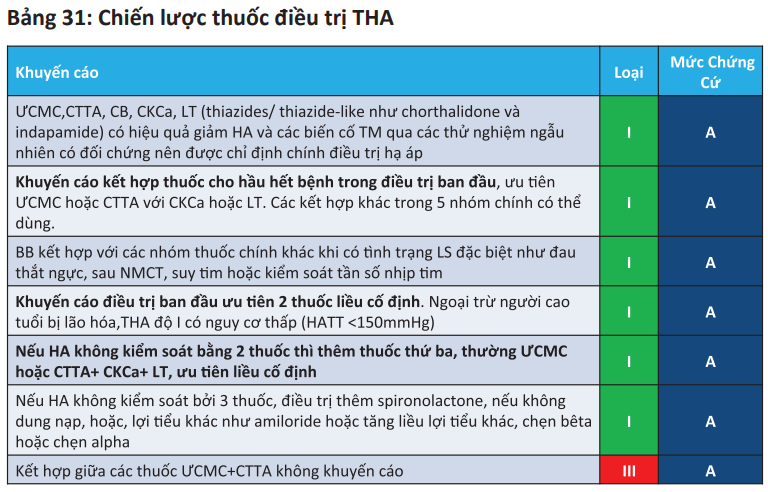 Bảng 31: Chiến lược thuốc điều trị THA
Khuyến cáo
Loại
Mức Chứng
Cứ
ƯCMC,CTTA, CB, CKCa, LT (thiazides/ thiazide-like như chorthalidone và
indapamide) có hiệu quả giảm HA và các biến cố TM qua các thử nghiệm ngẫu
nhiên có đối chứng nên được chỉ định chính điều trị hạ áp
I
A
Khuyến cáo kết hợp thuốc cho hầu hết bệnh trong điều trị ban đầu, ưu tiên
ƯCMC hoặc CTTA với CKCa hoặc LT. Các kết hợp khác trong 5 nhóm chính có thể
dùng.
I
A
BB kết hợp với các nhóm thuốc chính khác khi có tình trạng LS đặc biệt như đau
thắt ngực, sau NMCT, suy tim hoặc kiểm soát tần số nhịp tim
I
A
Khuyến cáo điều trị ban đầu ưu tiên 2 thuốc liều cố định. Ngoại trừ người cao
tuổi bị lão hóa,THA độ I có nguy cơ thấp (HATT <150mmHg)
I
A
Nếu HA không kiểm soát bằng 2 thuốc thì thêm thuốc thứ ba, thường ƯCMC
hoặc CTTA+ CKCa+ LT, ưu tiên liều cố định
I
A
Nếu HA không kiểm soát bởi 3 thuốc, điều trị thêm spironolactone, nếu không
dung nạp, hoặc, lợi tiểu khác như amiloride hoặc tăng liều lợi tiểu khác, chẹn bêta
hoặc chẹn alpha
I
A
Kết hợp giữa các thuốc ƯCMC+CTTA không khuyến cáo
III
A